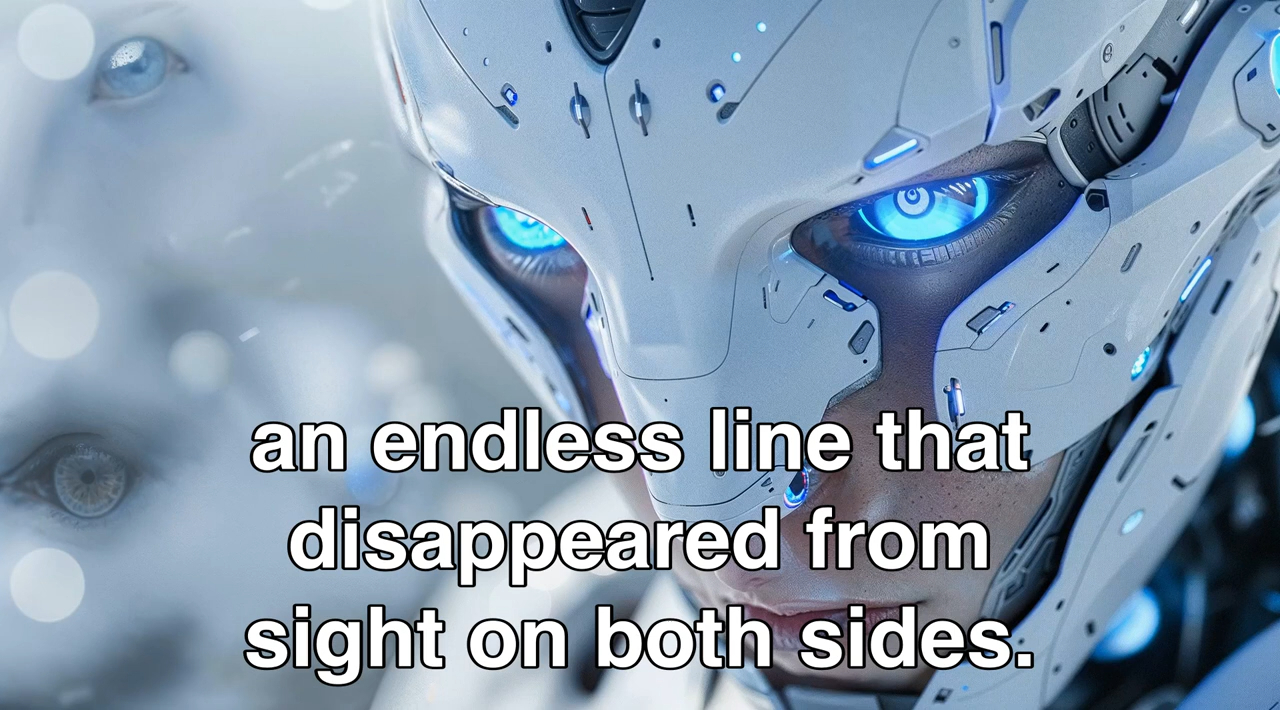 an endless line that
disappeared from
sight on both sides.